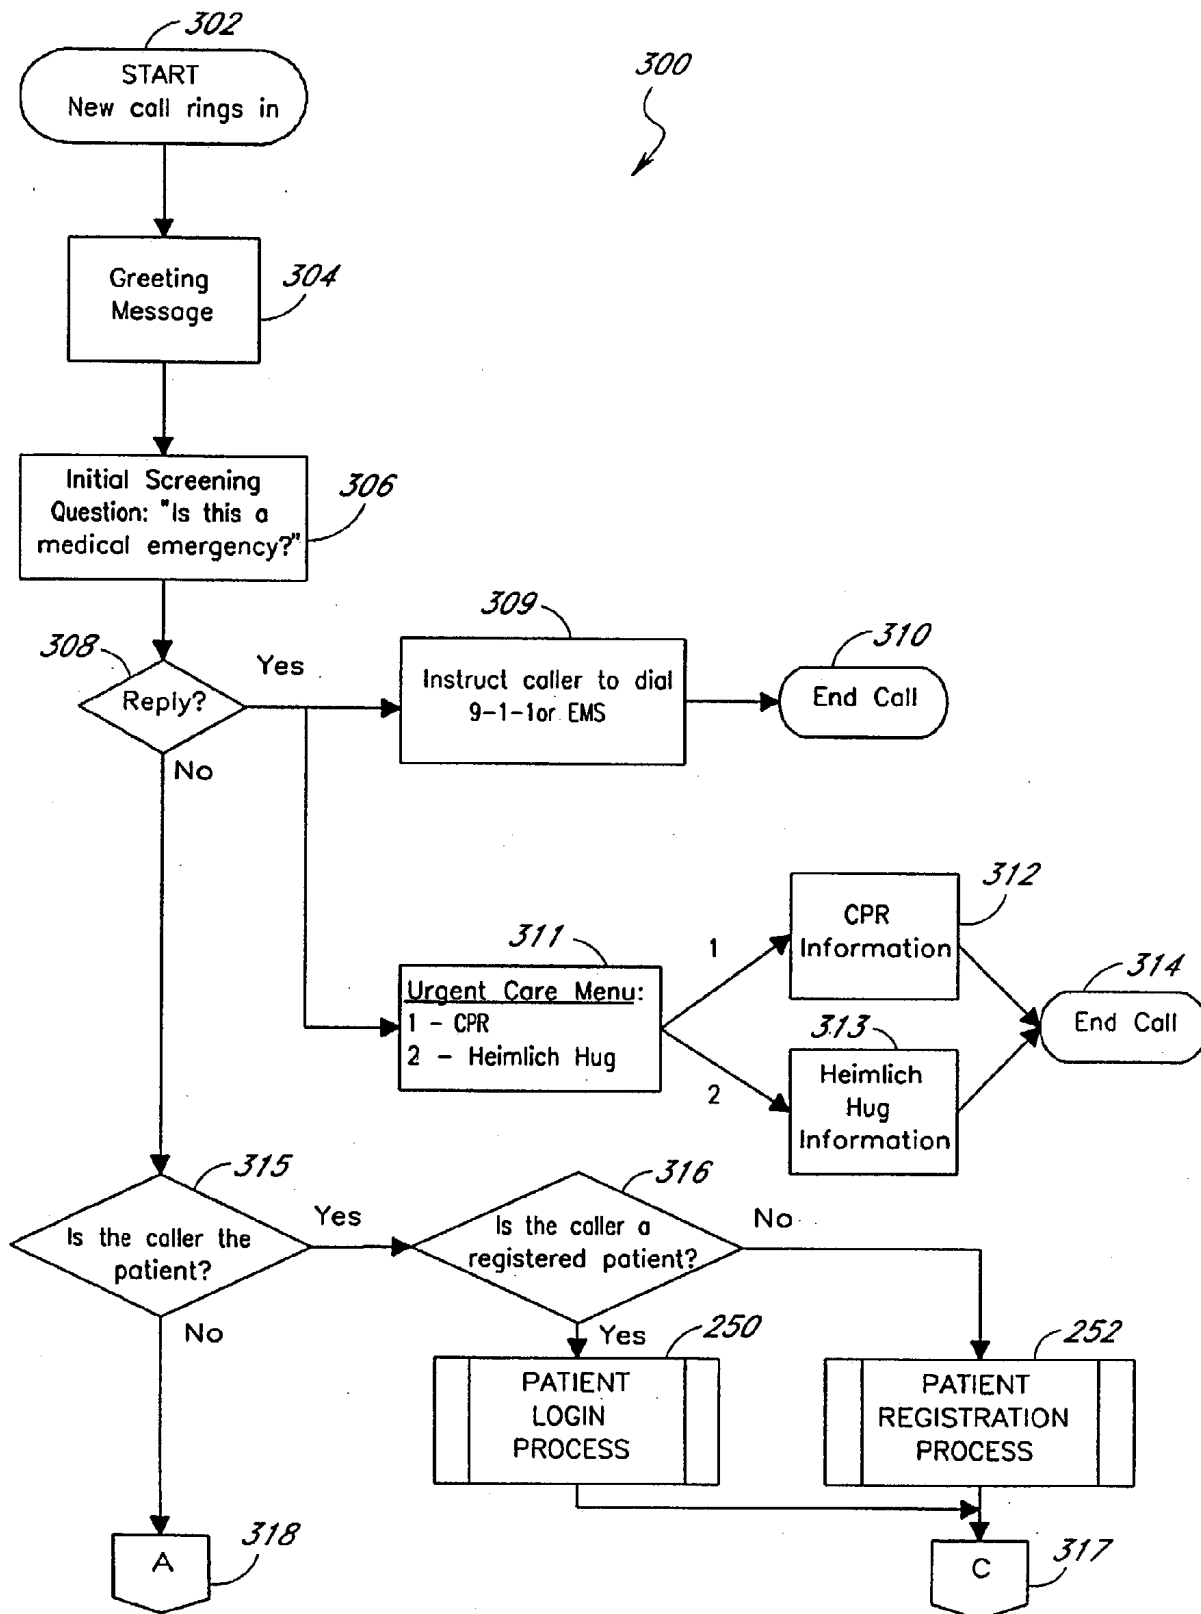 302
START
New call rings in
300
Greeting
Message
304
Initial Screening
Question: "Is this a
medical emergency?"
306
308
Reply?
Yes
No
309
Instruct caller to dial
9-1-1or EMS
310
End Call
311
Urgent Care Menu:
1 - CPR
2 - Heimlich Hug
1
2
312
CPR
Information
313
Heimlich
Hug
Information
314
End Call
315
Is the caller the
patient?
Yes
No
316
Is the caller a
registered patient?
No
Yes
250
PATIENT
LOGIN
PROCESS
252
PATIENT
REGISTRATION
PROCESS
A
318
C
317